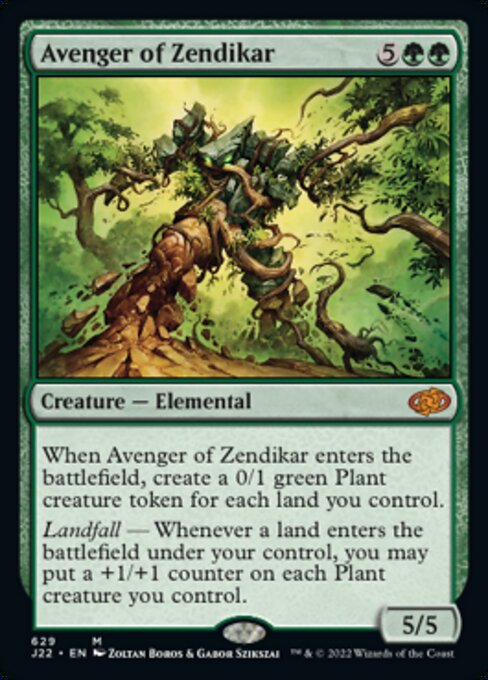 Avenger of Zendikar 5
Creature — Elemental
When Avenger of Zendikar enters the
battlefield, create a 0/1 green Plant
creature token for each land you control.
Landfall — Whenever a land enters the
battlefield under your control, you may
put a +1/+1 counter on each Plant
creature you control.
5/5
629 M
J22 • EN Zoltan Boros & Gabor Szikszai ™ & © 2022 Wizards of the Coast